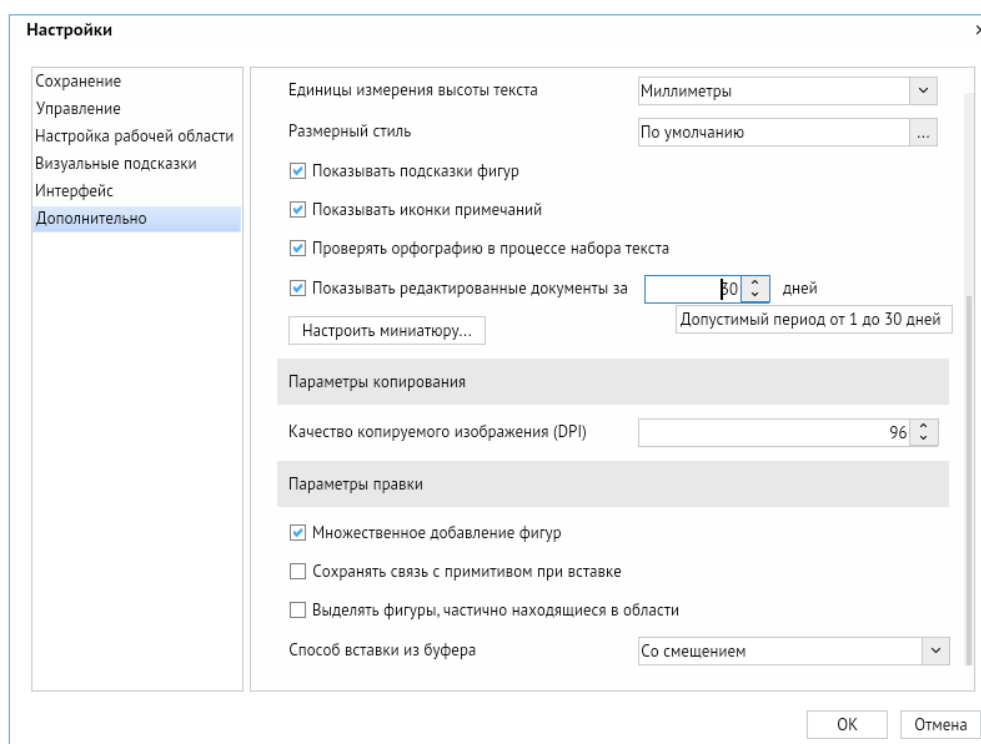 Настройки
Сохранение
Управление
Настройка рабочей области
Визуальные подсказки
Интерфейс
Дополнительно
Единицы измерения высоты текста Миллиметры
Размерный стиль По умолчанию ...
Показывать подсказки фигур
Показывать иконки примечаний
Проверять орфографию в процессе набора текста
Показывать редактированные документы за 30 дней
Допустимый период от 1 до 30 дней
Настроить миниатюру...
Параметры копирования
Качество копируемого изображения (DPI) 96
Параметры правки
Множественное добавление фигур
Сохранять связь с примитивом при вставке
Выделять фигуры, частично находящиеся в области
Способ вставки из буфера Со смещением
ОК Отмена